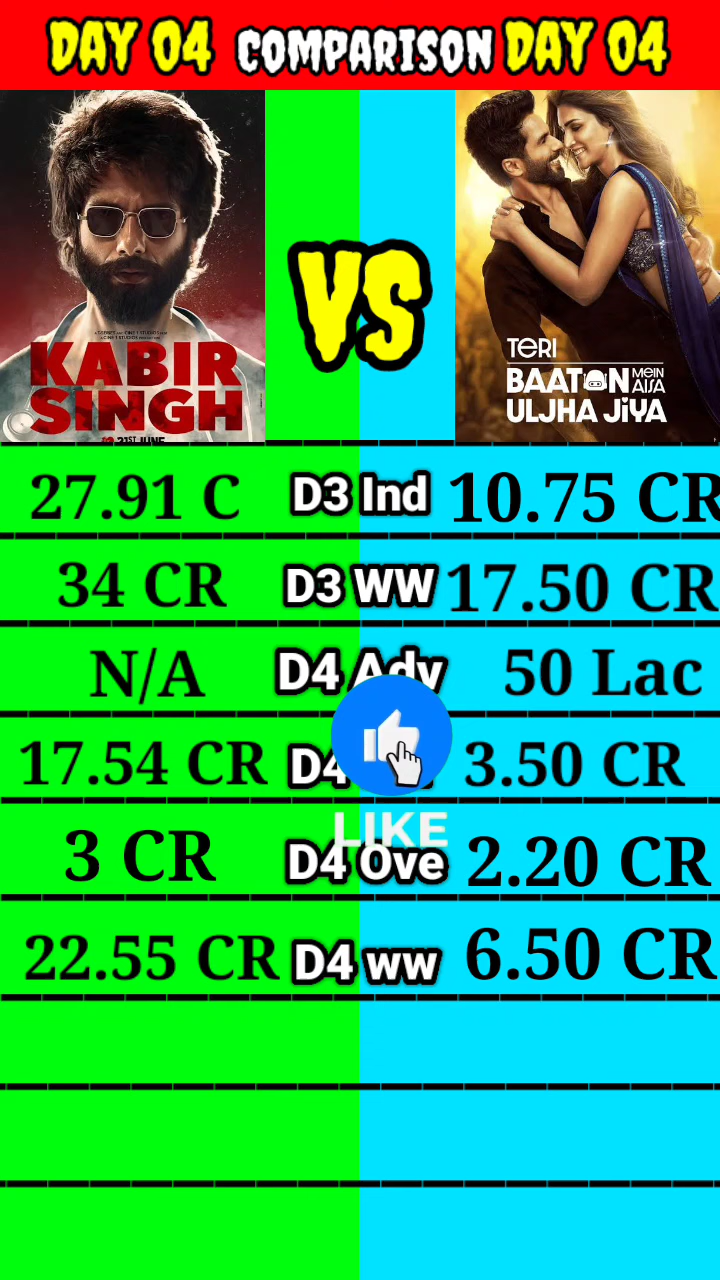 DAY 04 COMPARISON DAY 04
VS
KABIR
SINGH
21ST JUNE
TERI
BAATON MEIN AISA
ULJHA JIYA
27.91 C D3 Ind 10.75 CR
34 CR D3 WW 17.50 CR
N/A D4 Adv 50 Lac
17.54 CR D4 3.50 CR
LIKE
3 CR D4 Ove 2.20 CR
22.55 CR D4 ww 6.50 CR